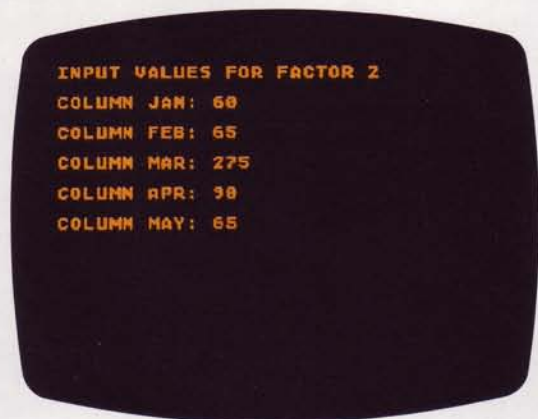 INPUT VALUES FOR FACTOR 2
COLUMN JAN: 60
COLUMN FEB: 65
COLUMN MAR: 275
COLUMN APR: 90
COLUMN MAY: 65